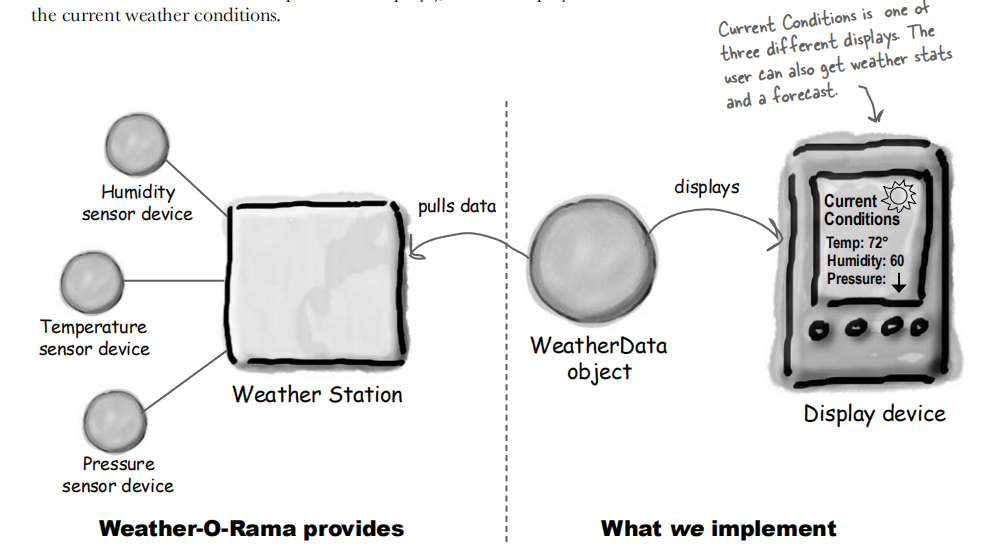 the current weather conditions.
Current Conditions is one of
three different displays. The
user can also get weather stats
and a forecast.
Humidity
sensor device
pulls data
displays
Current
Conditions
Temp: 72°
Humidity: 60
Pressure:
Temperature
sensor device
WeatherData
object
Weather Station
Display device
Pressure
sensor device
Weather-O-Rama provides
What we implement